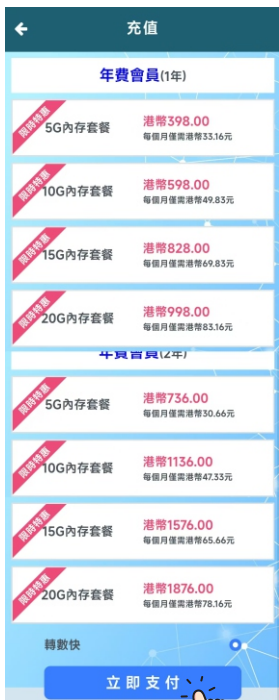 充值
年費會員(1年)
限時特惠
5G內存套餐
港幣398.00
每個月僅需港幣33.16元
限時特惠
10G內存套餐
港幣598.00
每個月僅需港幣49.83元
限時特惠
15G內存套餐
港幣828.00
每個月僅需港幣69.83元
限時特惠
20G內存套餐
港幣998.00
每個月僅需港幣83.16元
年費會員(2年)
限時特惠
5G內存套餐
港幣736.00
每個月僅需港幣30.66元
限時特惠
10G內存套餐
港幣1136.00
每個月僅需港幣47.33元
限時特惠
15G內存套餐
港幣1576.00
每個月僅需港幣65.66元
限時特惠
20G內存套餐
港幣1876.00
每個月僅需港幣78.16元
轉數快
立即支付